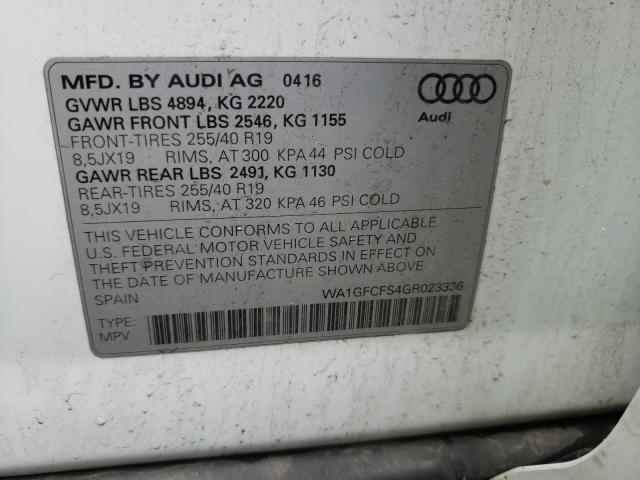 MFD. BY AUDI AG 0416
GVWR LBS 4894, KG 2220
GAWR FRONT LBS 2546, KG 1155
FRONT-TIRES 255/40 R19
8,5JX19 RIMS, AT 300 KPA 44 PSI COLD
GAWR REAR LBS 2491, KG 1130
REAR-TIRES 255/40 R19
8,5JX19 RIMS, AT 320 KPA 46 PSI COLD
Audi
THIS VEHICLE CONFORMS TO ALL APPLICABLE
U.S. FEDERAL MOTOR VEHICLE SAFETY AND
THEFT PREVENTION STANDARDS IN EFFECT ON
THE DATE OF MANUFACTURE SHOWN ABOVE.
SPAIN WA1GFCFS4GR023336
TYPE:
MPV